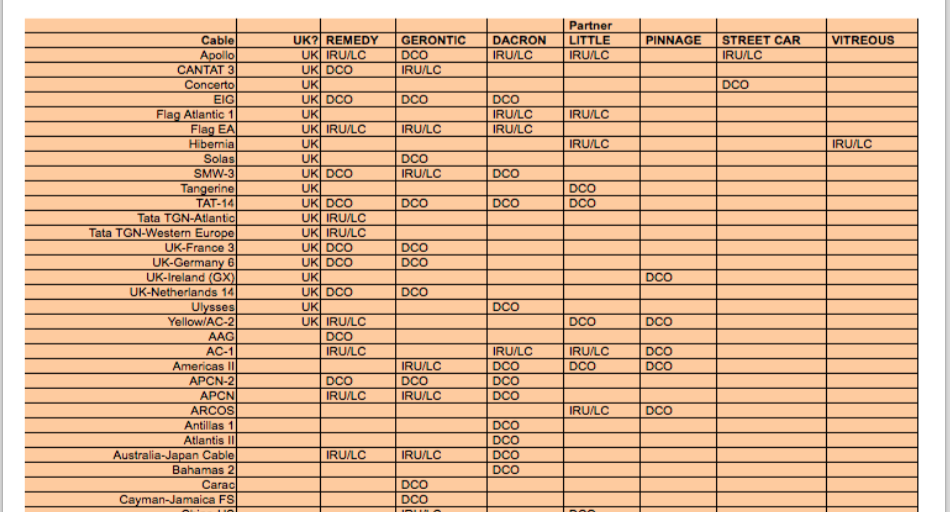 Partner
Cable UK? REMEDY GERONTIC DACRON LITTLE PINNAGE STREET CAR VITREOUS
Apollo UK IRU/LC DCO IRU/LC IRU/LC IRU/LC
CANTAT 3 UK DCO IRU/LC
Concerto UK DCO
EIG UK DCO DCO DCO
Flag Atlantic 1 UK IRU/LC IRU/LC
Flag EA UK IRU/LC IRU/LC IRU/LC
Hibernia UK IRU/LC IRU/LC
Solas UK DCO
SMW-3 UK DCO IRU/LC DCO
Tangerine UK DCO
TAT-14 UK DCO DCO DCO DCO
Tata TGN-Atlantic UK IRU/LC
Tata TGN-Western Europe UK IRU/LC
UK-France 3 UK DCO DCO
UK-Germany 6 UK DCO DCO
UK-Ireland (GX) UK DCO
UK-Netherlands 14 UK DCO DCO
Ulysses UK DCO
Yellow/AC-2 UK IRU/LC DCO DCO
AAG DCO
AC-1 IRU/LC IRU/LC IRU/LC DCO
Americas II IRU/LC DCO DCO DCO
APCN-2 DCO DCO DCO
APCN IRU/LC IRU/LC DCO
ARCOS IRU/LC DCO
Antillas 1 DCO
Atlantis II DCO
Australia-Japan Cable IRU/LC IRU/LC DCO
Bahamas 2 DCO
Carac DCO
Cayman-Jamaica FS DCO